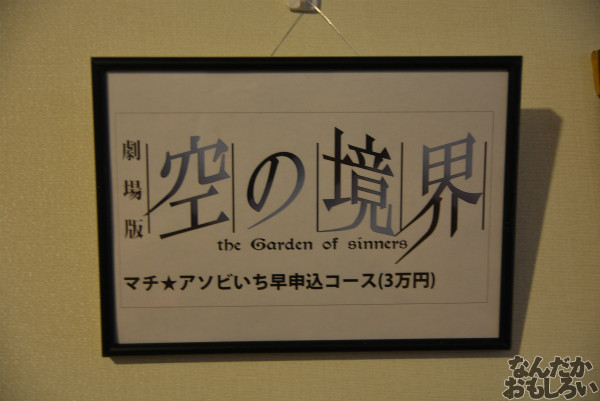 劇場版
空の境界
the Garden of sinners
マチ★アソビいち早申込コース(3万円)
なんだか
おもしろい